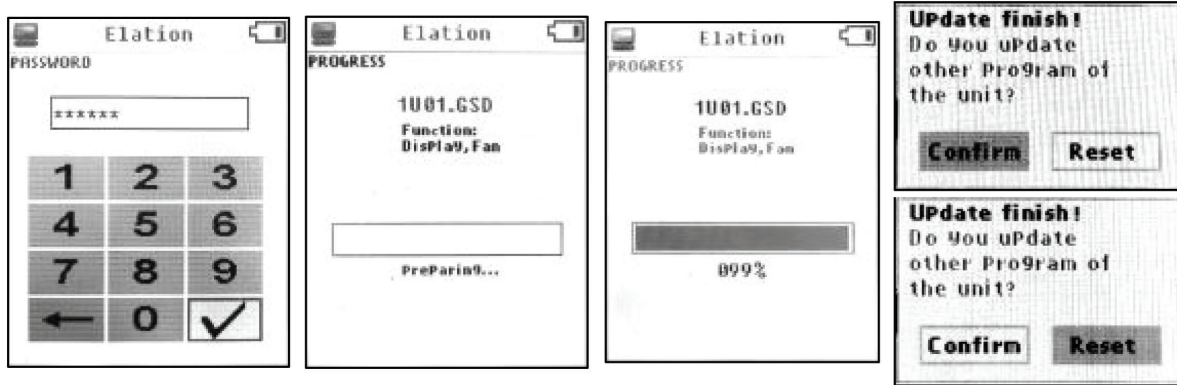 Elation
PASSWORD
******
1 2 3
4 5 6
7 8 9
0
Elation
PROGRESS
1U01.GSD
Function:
Display,Fan
Preparing...
Elation
PROGRESS
1U01.GSD
Function:
Display,Fan
099%
Update finish!
Do you update
other Program of
the unit?
Confirm Reset
Update finish!
Do you update
other Program of
the unit?
Confirm Reset